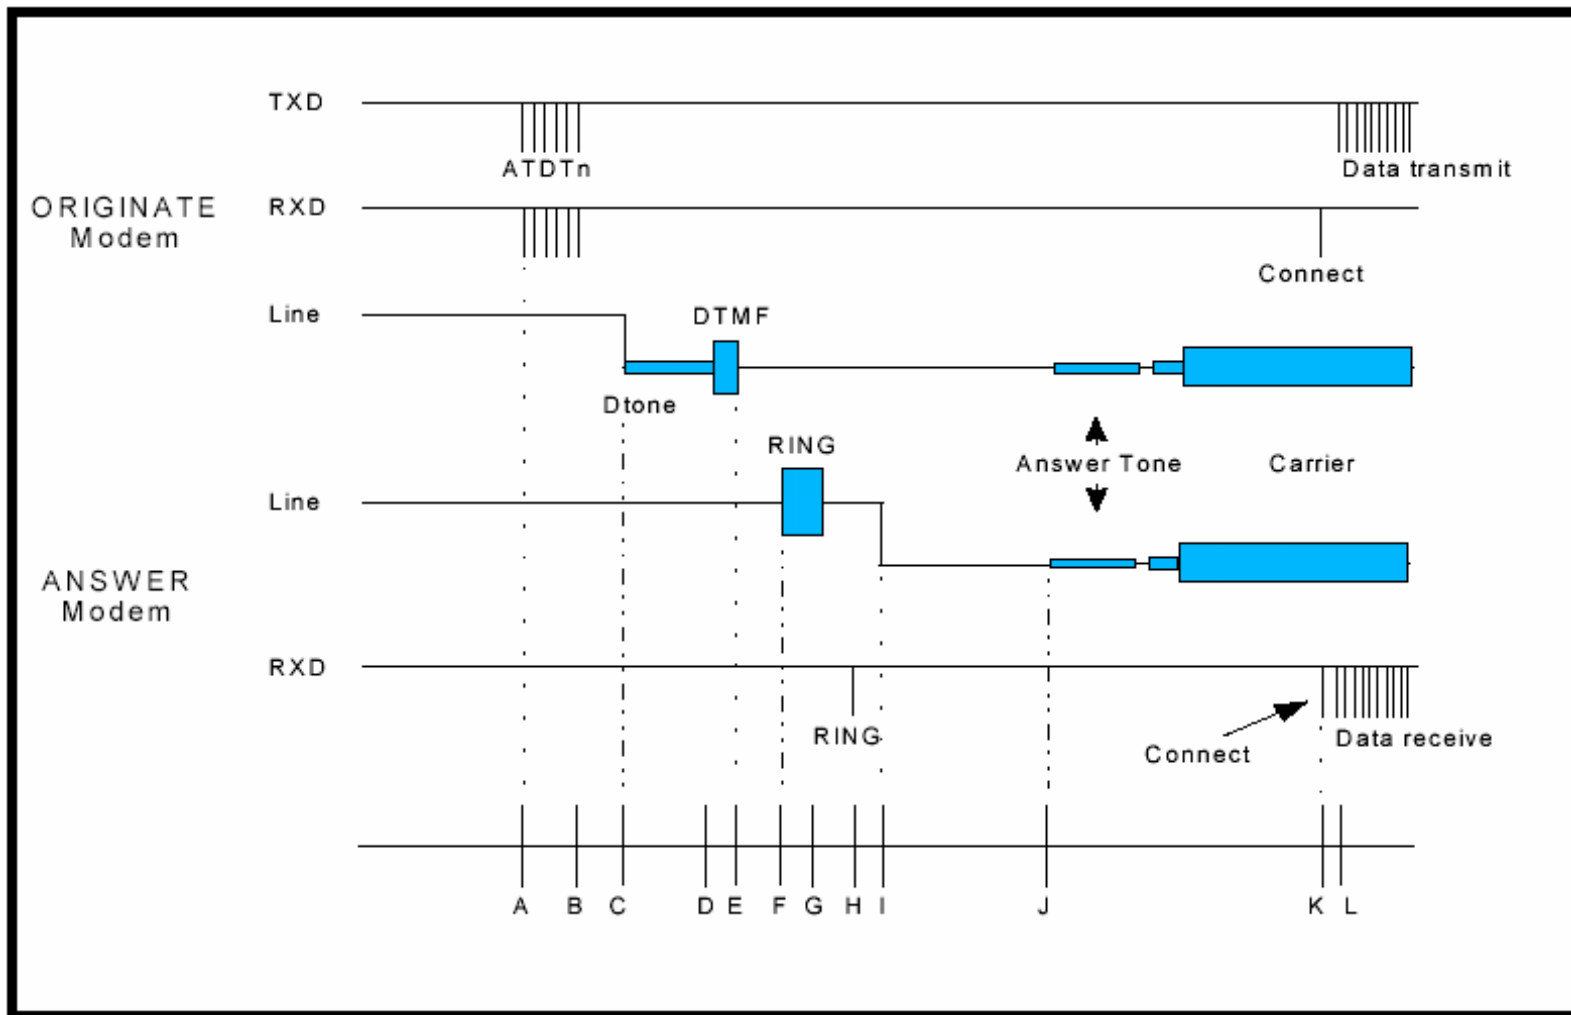 TXD
ATDTn
Data transmit
ORIGINATE
Modem
RXD
Connect
Line
DTMF
Dtone
RING
Answer Tone
Carrier
Line
ANSWER
Modem
RXD
RING
Connect
Data receive
A B C D E F G H I J K L